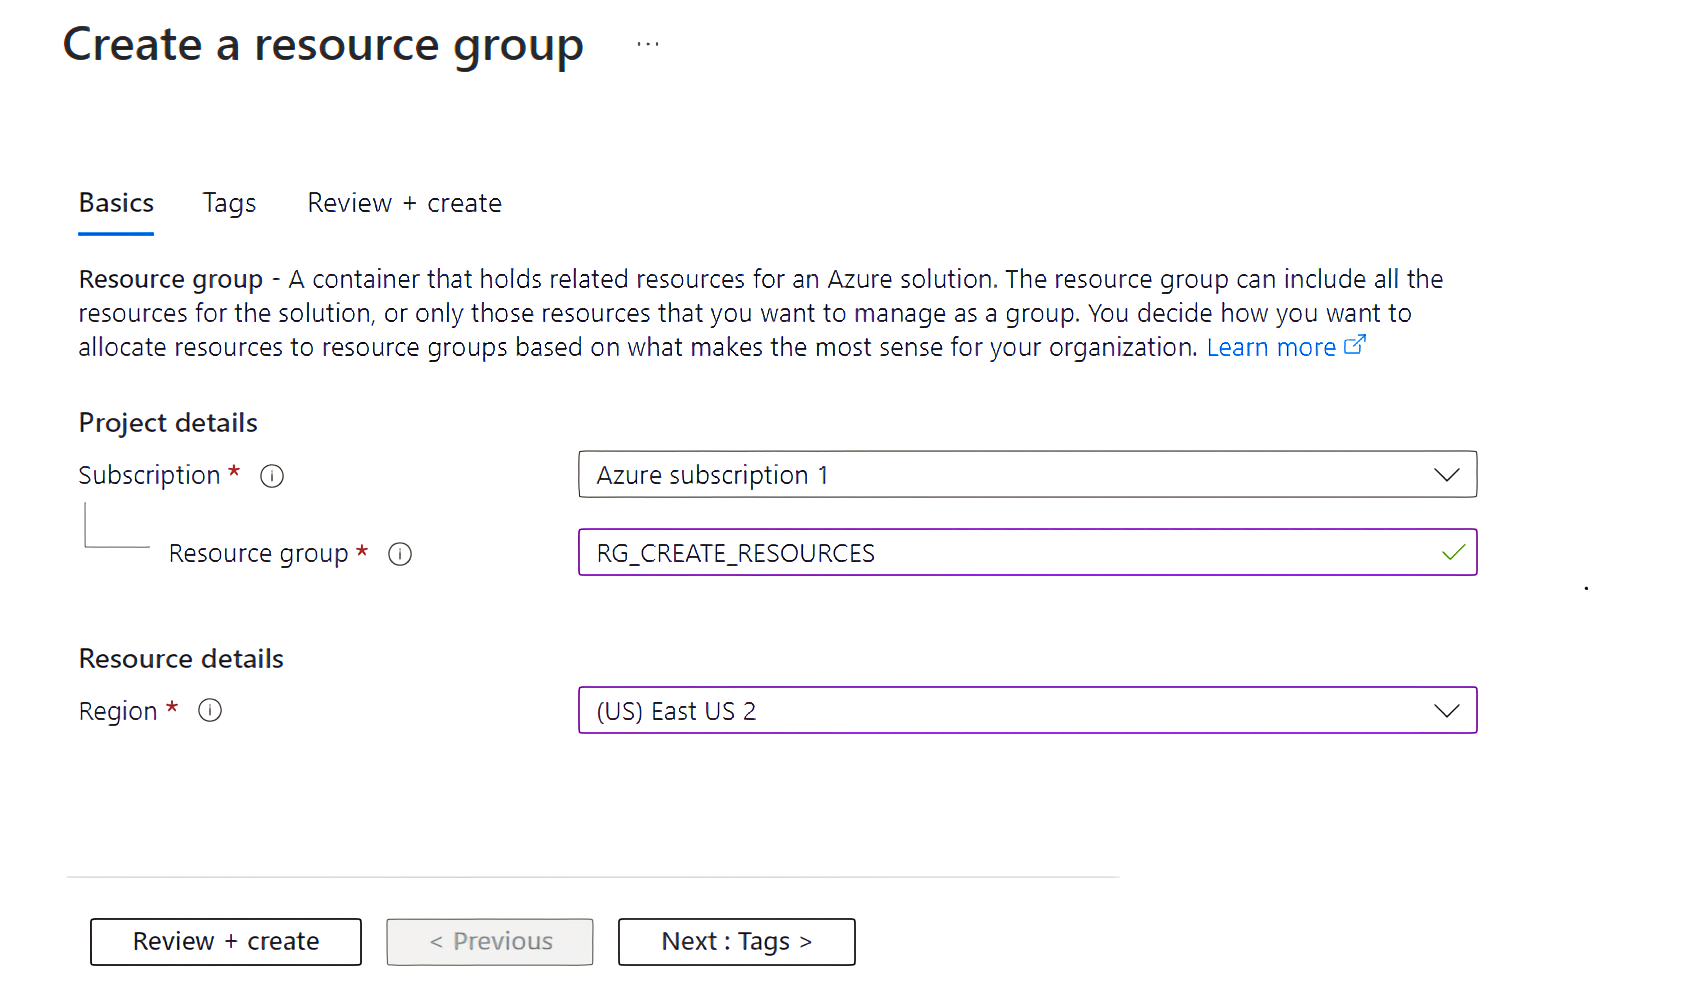 Create a resource group ...
Basics Tags Review + create
Resource group - A container that holds related resources for an Azure solution. The resource group can include all the
resources for the solution, or only those resources that you want to manage as a group. You decide how you want to
allocate resources to resource groups based on what makes the most sense for your organization. Learn more
Project details
Subscription * Azure subscription 1
Resource group * RG_CREATE_RESOURCES
Resource details
Region * (US) East US 2
Review + create < Previous Next : Tags >